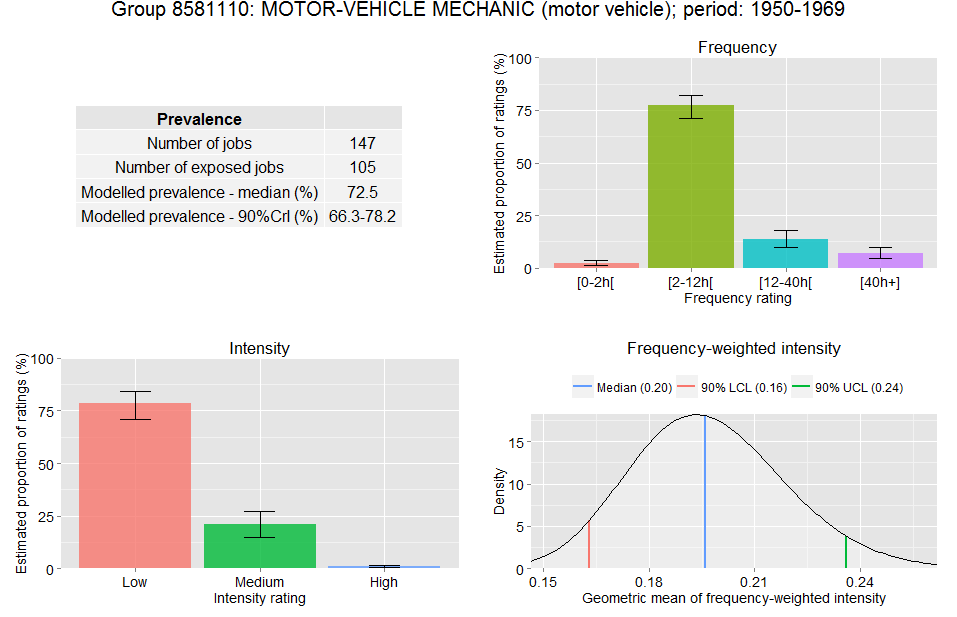 Group 8581110: MOTOR-VEHICLE MECHANIC (motor vehicle); period: 1950-1969
Prevalence
Number of jobs 147
Number of exposed jobs 105
Modelled prevalence - median (%) 72.5
Modelled prevalence - 90%CrI (%) 66.3-78.2
Frequency
Estimated proportion of ratings (%)
100
75
50
25
0
[0-2h[ [2-12h[ [12-40h[ [40h+]
Frequency rating
Intensity
Estimated proportion of ratings (%)
100
75
50
25
0
Low Medium High
Intensity rating
Frequency-weighted intensity
Median (0.20) 90% LCL (0.16) 90% UCL (0.24)
Density
15
10
5
0
0.15 0.18 0.21 0.24
Geometric mean of frequency-weighted intensity